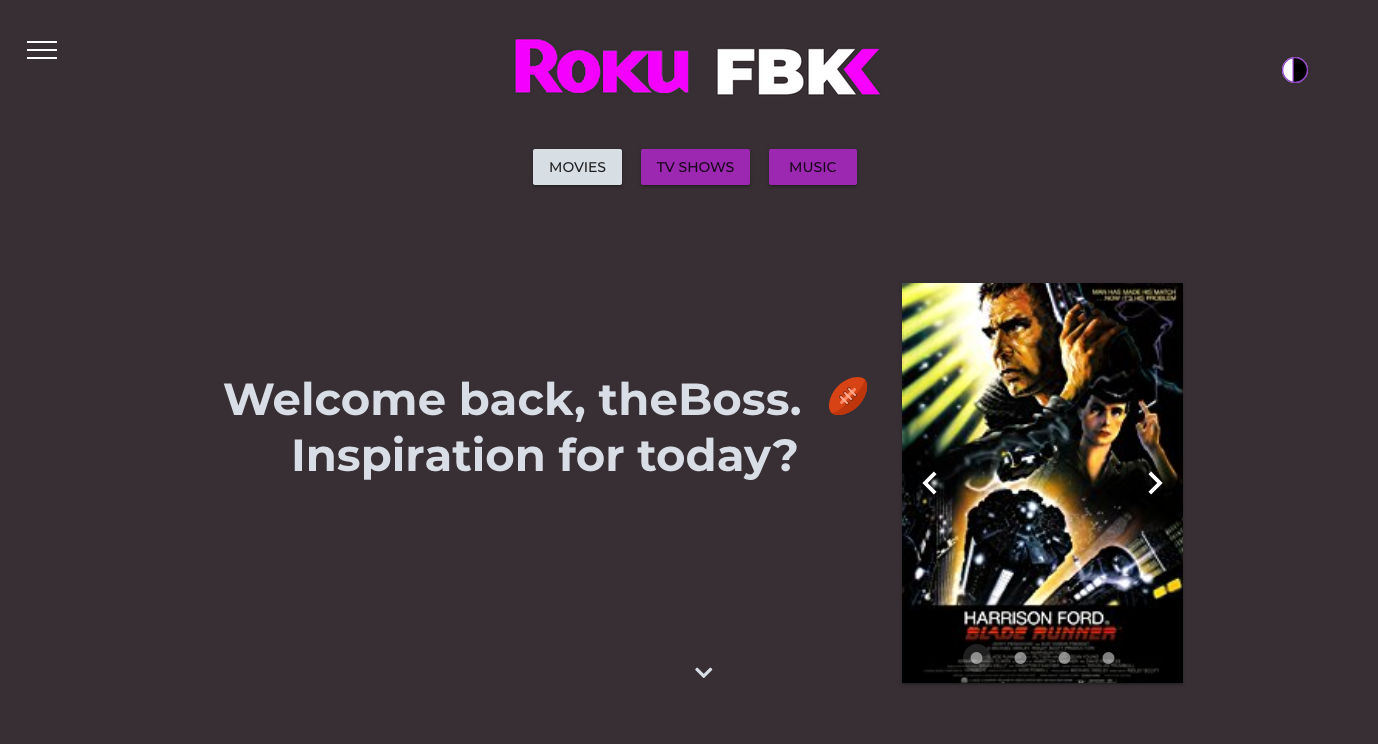 ROKU FBK
MOVIES
TV SHOWS
MUSIC
Welcome back, theBoss.
Inspiration for today?
MAN HAS MADE HIS MATCH
...NOW IT'S HIS PROBLEM
HARRISON FORD
BLADE RUNNER